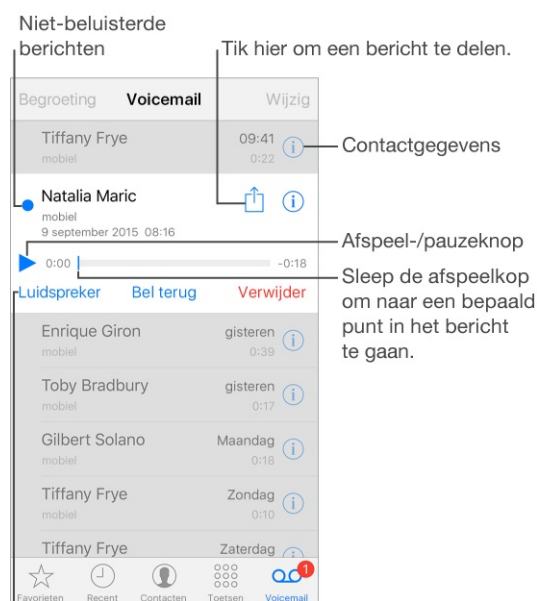 Niet-beluisterde
berichten
Tik hier om een bericht te delen.
Begroeting Voicemail Wijzig
Tiffany Frye 09:41
mobiel 0:22
Contactgegevens
Natalia Maric
mobiel
9 september 2015 08:16
Afspeel-/pauzeknop
0:00 -0:18
Sleep de afspeelkop
om naar een bepaald
punt in het bericht
te gaan.
Luidspreker Bel terug Verwijder
Enrique Giron gisteren
mobiel 0:39
Toby Bradbury gisteren
mobiel 0:17
Gilbert Solano Maandag
mobiel 0:18
Tiffany Frye Zondag
mobiel 0:10
Tiffany Frye Zaterdag
1
Favorieten Recent Contacten Toetsen Voicemail